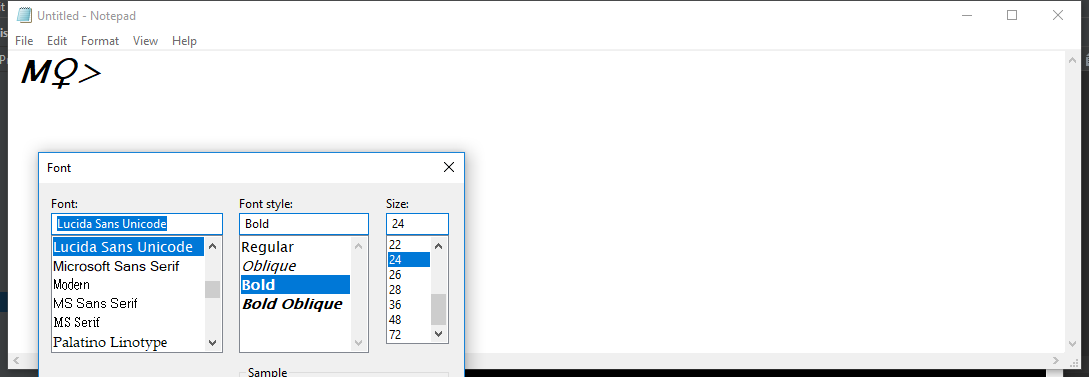 Untitled - Notepad
File Edit Format View Help
M♀>
Font
Font: Font style: Size:
Lucida Sans Unicode Bold 24
Lucida Sans Unicode Regular 22
Microsoft Sans Serif Oblique 24
Modern Bold 26
MS Sans Serif Bold Oblique 28
MS Serif 36
Palatino Linotype 48
72
Sample